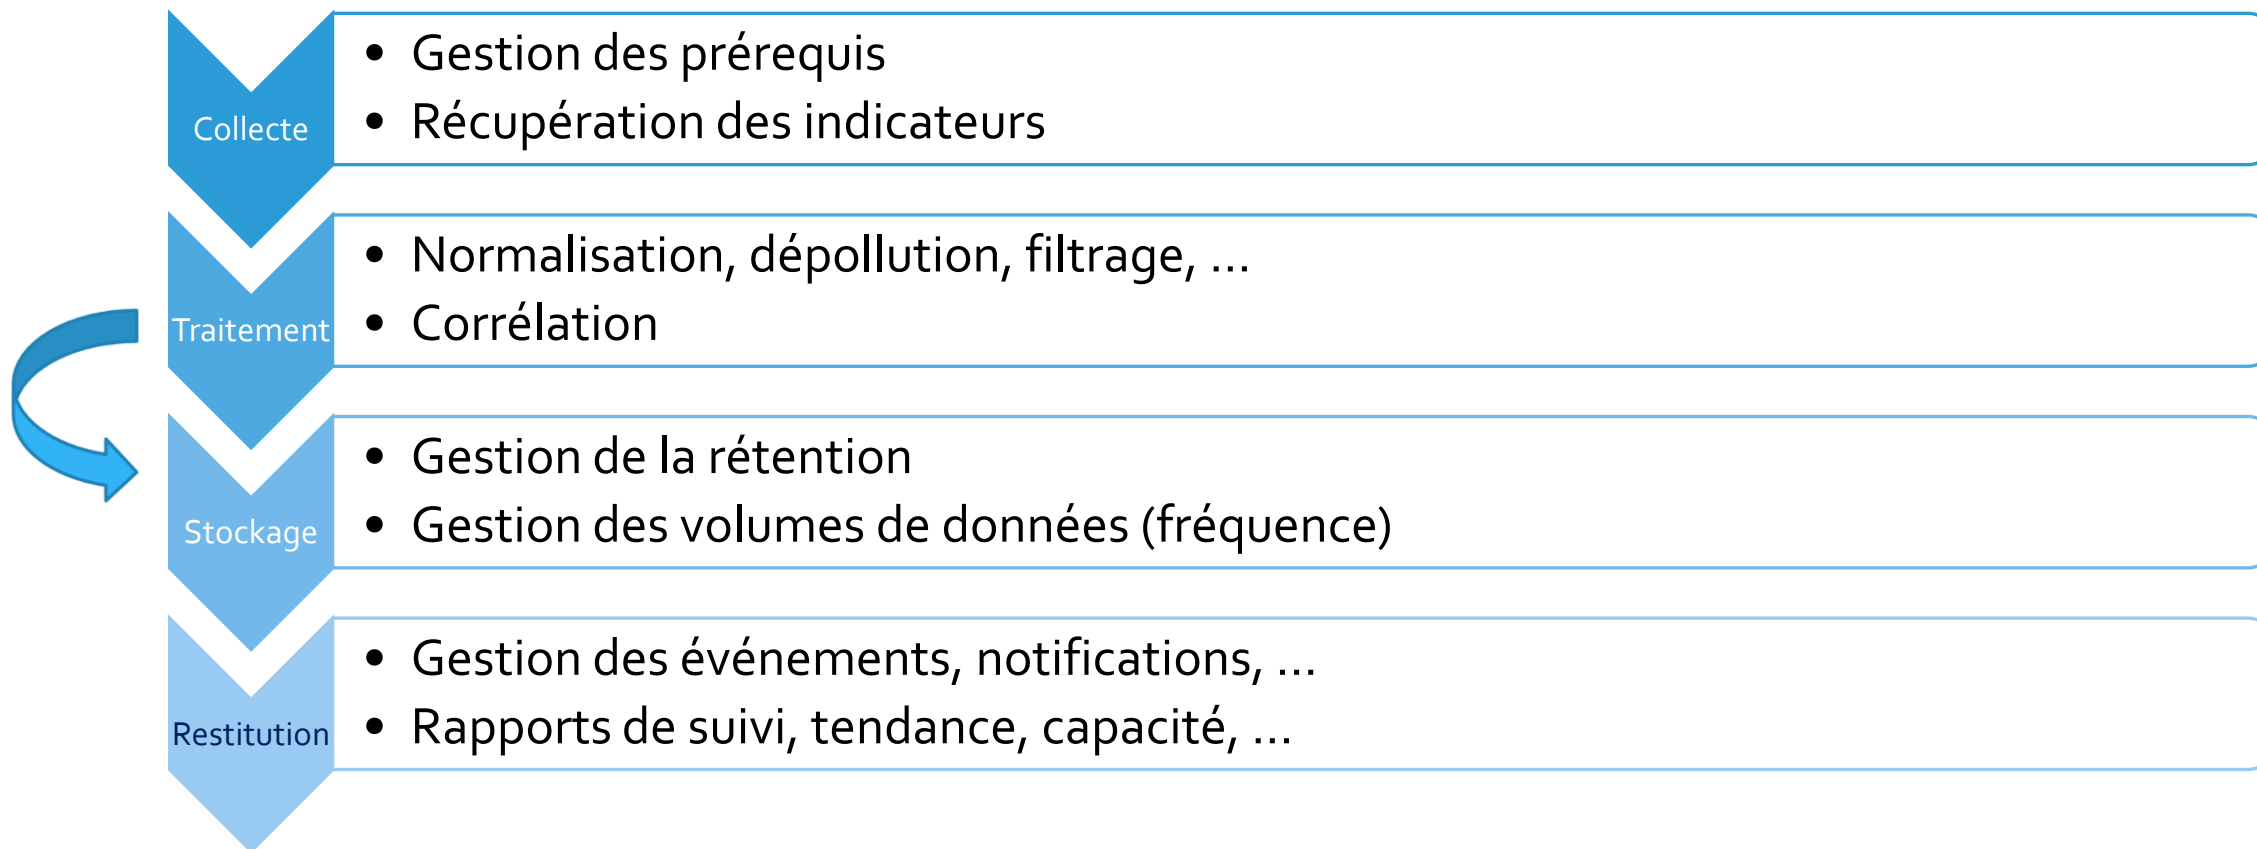 Collecte
• Gestion des prérequis
• Récupération des indicateurs
Traitement
• Normalisation, dépollution, filtrage, ...
• Corrélation
Stockage
• Gestion de la rétention
• Gestion des volumes de données (fréquence)
Restitution
• Gestion des événements, notifications, ...
• Rapports de suivi, tendance, capacité, ...